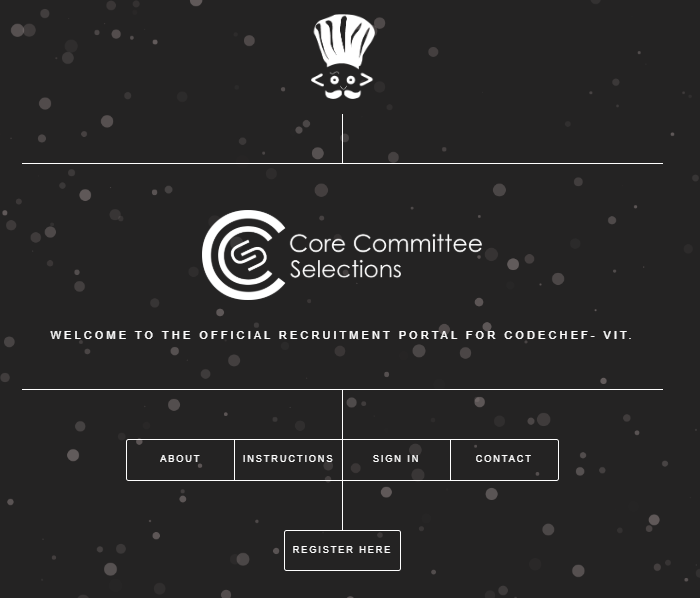 Core Committee
Selections
WELCOME TO THE OFFICIAL RECRUITMENT PORTAL FOR CODECHEF- VIT.
ABOUT
INSTRUCTIONS
SIGN IN
CONTACT
REGISTER HERE